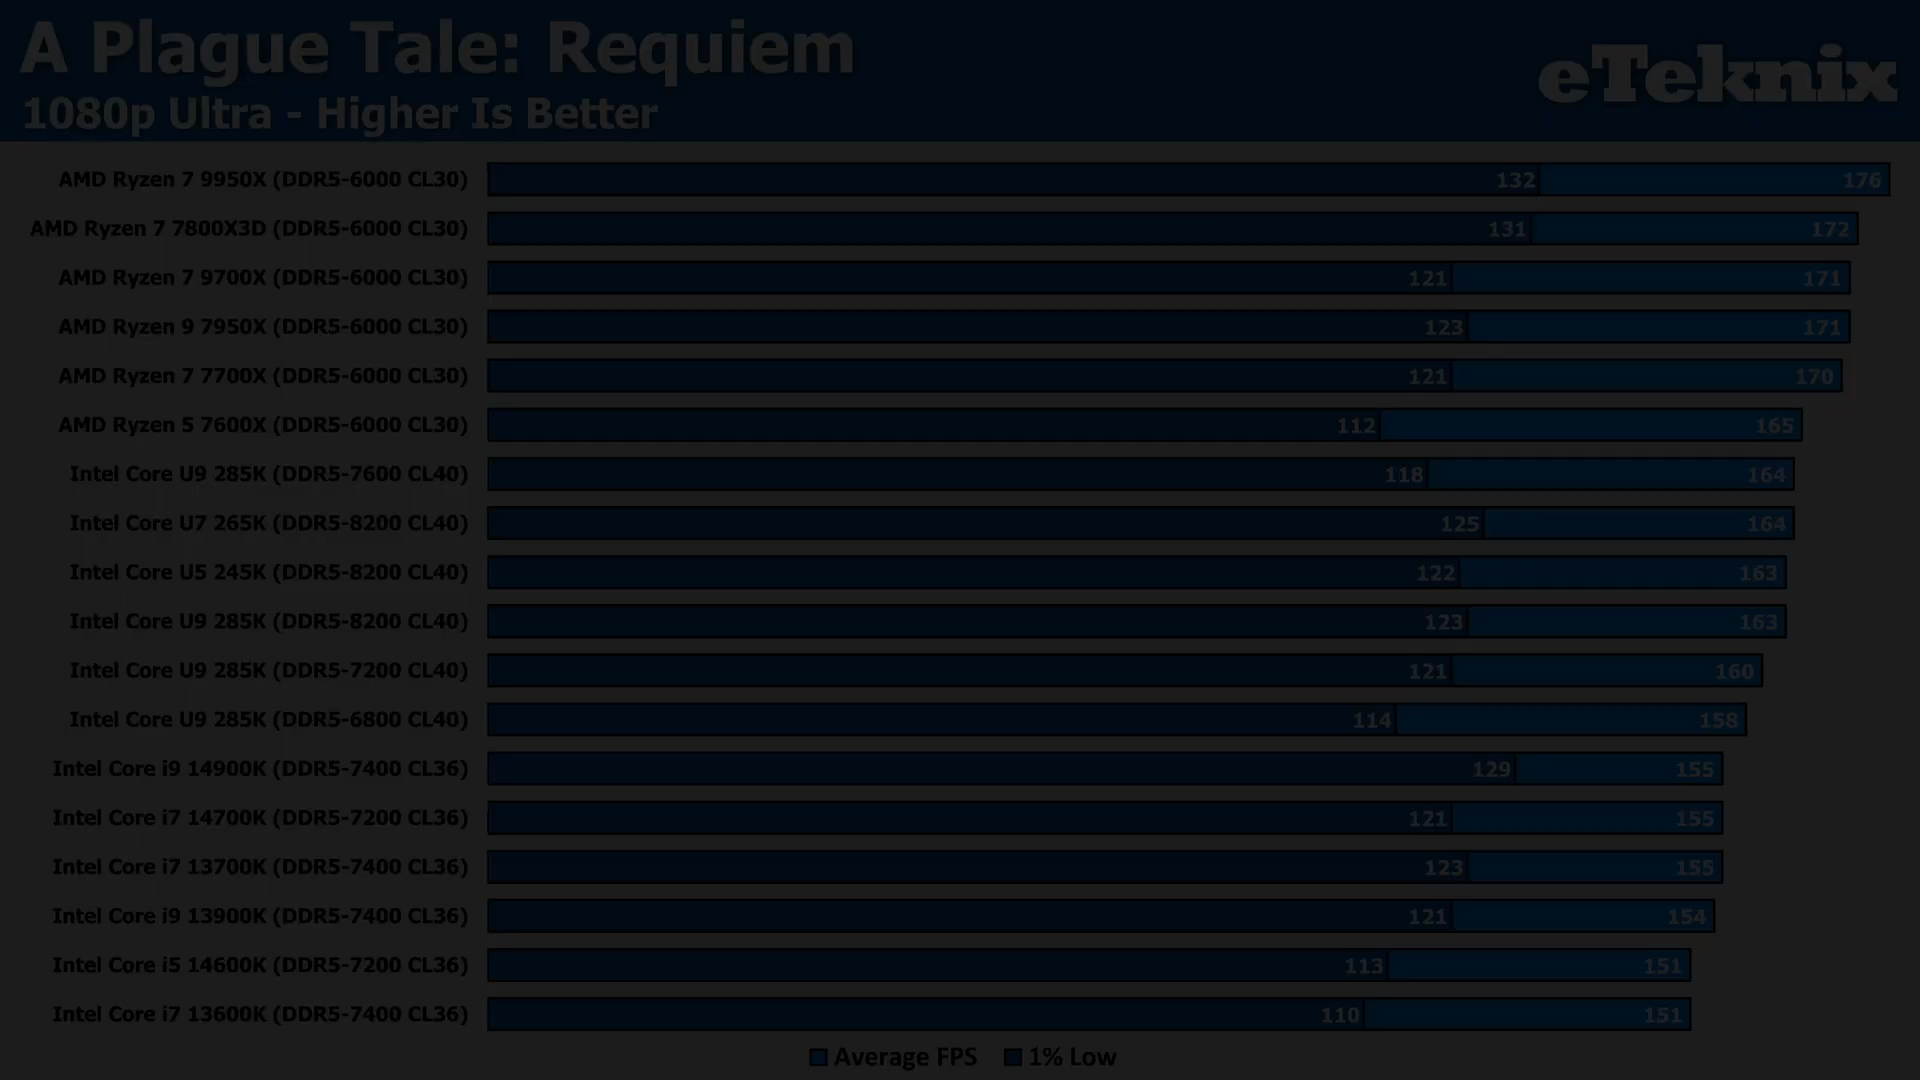 A Plague Tale: Requiem
1080p Ultra - Higher Is Better
eTeknix
AMD Ryzen 7 9950X (DDR5-6000 CL30) 132 176
AMD Ryzen 7 7800X3D (DDR5-6000 CL30) 131 172
AMD Ryzen 7 9700X (DDR5-6000 CL30) 121 171
AMD Ryzen 9 7950X (DDR5-6000 CL30) 123 171
AMD Ryzen 7 7700X (DDR5-6000 CL30) 121 170
AMD Ryzen 5 7600X (DDR5-6000 CL30) 112 165
Intel Core U9 285K (DDR5-7600 CL40) 118 164
Intel Core U7 265K (DDR5-8200 CL40) 125 164
Intel Core U5 245K (DDR5-8200 CL40) 122 163
Intel Core U9 285K (DDR5-8200 CL40) 123 163
Intel Core U9 285K (DDR5-7200 CL40) 121 160
Intel Core U9 285K (DDR5-6800 CL40) 114 158
Intel Core i9 14900K (DDR5-7400 CL36) 129 155
Intel Core i7 14700K (DDR5-7200 CL36) 121 155
Intel Core i7 13700K (DDR5-7400 CL36) 123 155
Intel Core i9 13900K (DDR5-7400 CL36) 121 154
Intel Core i5 14600K (DDR5-7200 CL36) 113 151
Intel Core i7 13600K (DDR5-7400 CL36) 110 151
Average FPS 1% Low